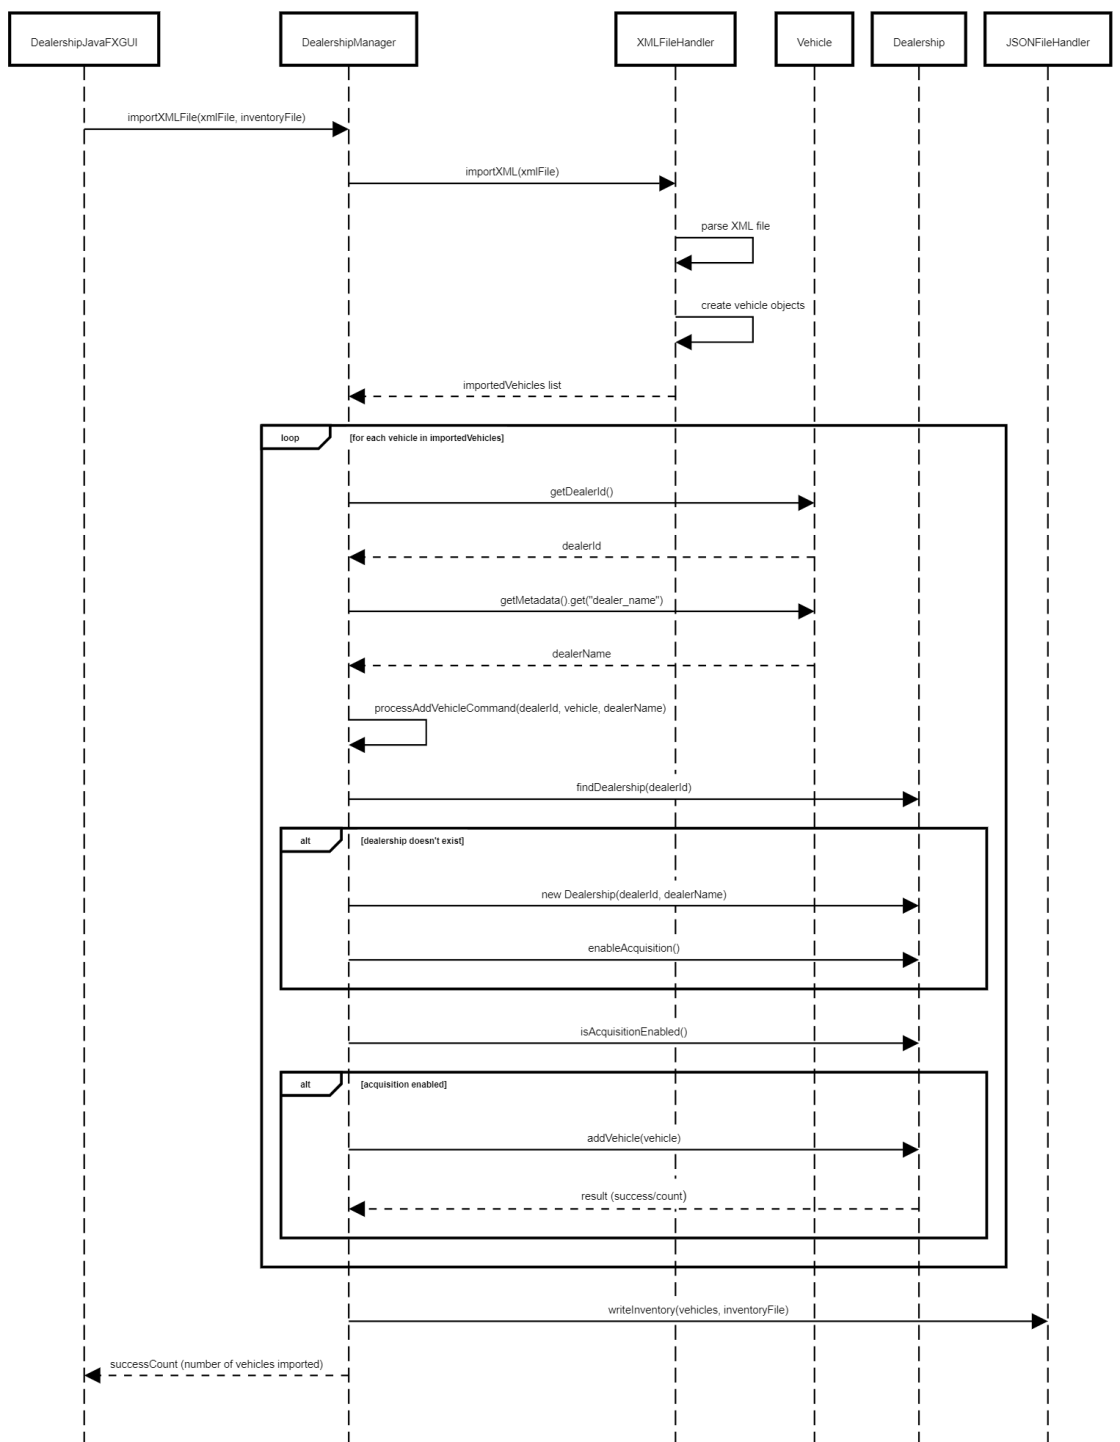 DealershipJavaFXGUI
DealershipManager
XMLFileHandler
Vehicle
Dealership
JSONFileHandler
importXMLFile(xmlFile, inventoryFile)
importXML(xmlFile)
parse XML file
create vehicle objects
importedVehicles list
loop
[for each vehicle in importedVehicles]
getDealerId()
dealerId
getMetadata().get("dealer_name")
dealerName
processAddVehicleCommand(dealerId, vehicle, dealerName)
findDealership(dealerId)
alt
[dealership doesn't exist]
new Dealership(dealerId, dealerName)
enableAcquisition()
isAcquisitionEnabled()
alt
[acquisition enabled]
addVehicle(vehicle)
result (success/count)
writeInventory(vehicles, inventoryFile)
successCount (number of vehicles imported)